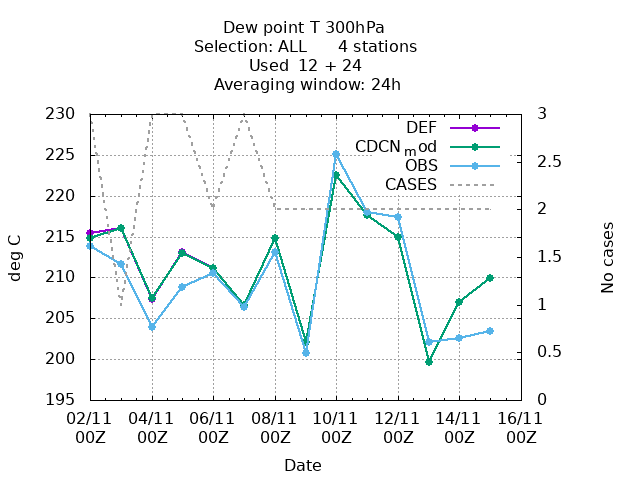 Dew point T 300hPa
Selection: ALL 4 stations
Used 12 + 24
Averaging window: 24h
230
225
220
215
210
205
200
195
deg C
3
2.5
2
1.5
1
0.5
0
No cases
DEF
CDCN_mod
OBS
CASES
02/11 04/11 06/11 08/11 10/11 12/11 14/11 16/11
00Z 00Z 00Z 00Z 00Z 00Z 00Z 00Z
Date